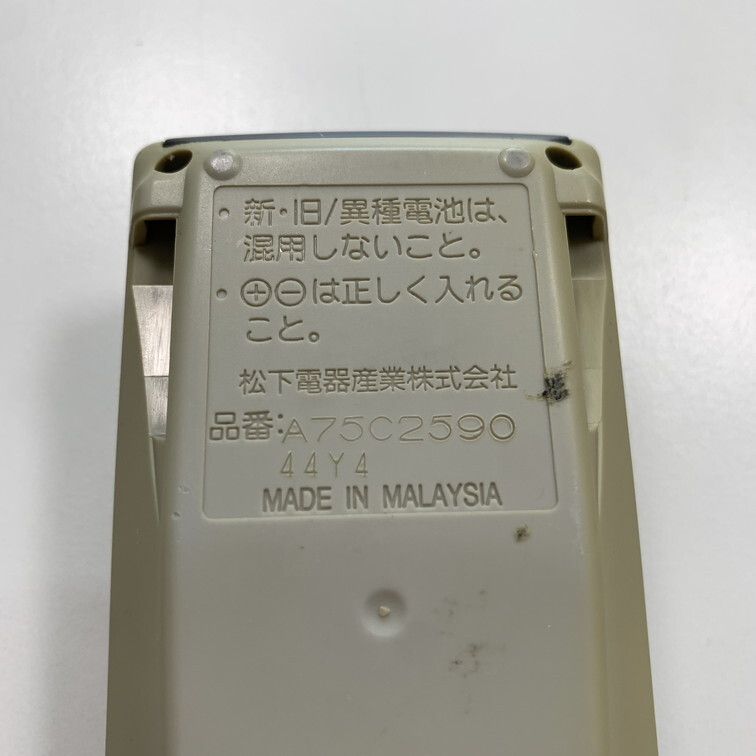 ・新・旧/異種電池は、
混用しないこと。
・⊕⊖は正しく入れる
こと。
松下電器産業株式会社
品番:A75C2590
44Y4
MADE IN MALAYSIA